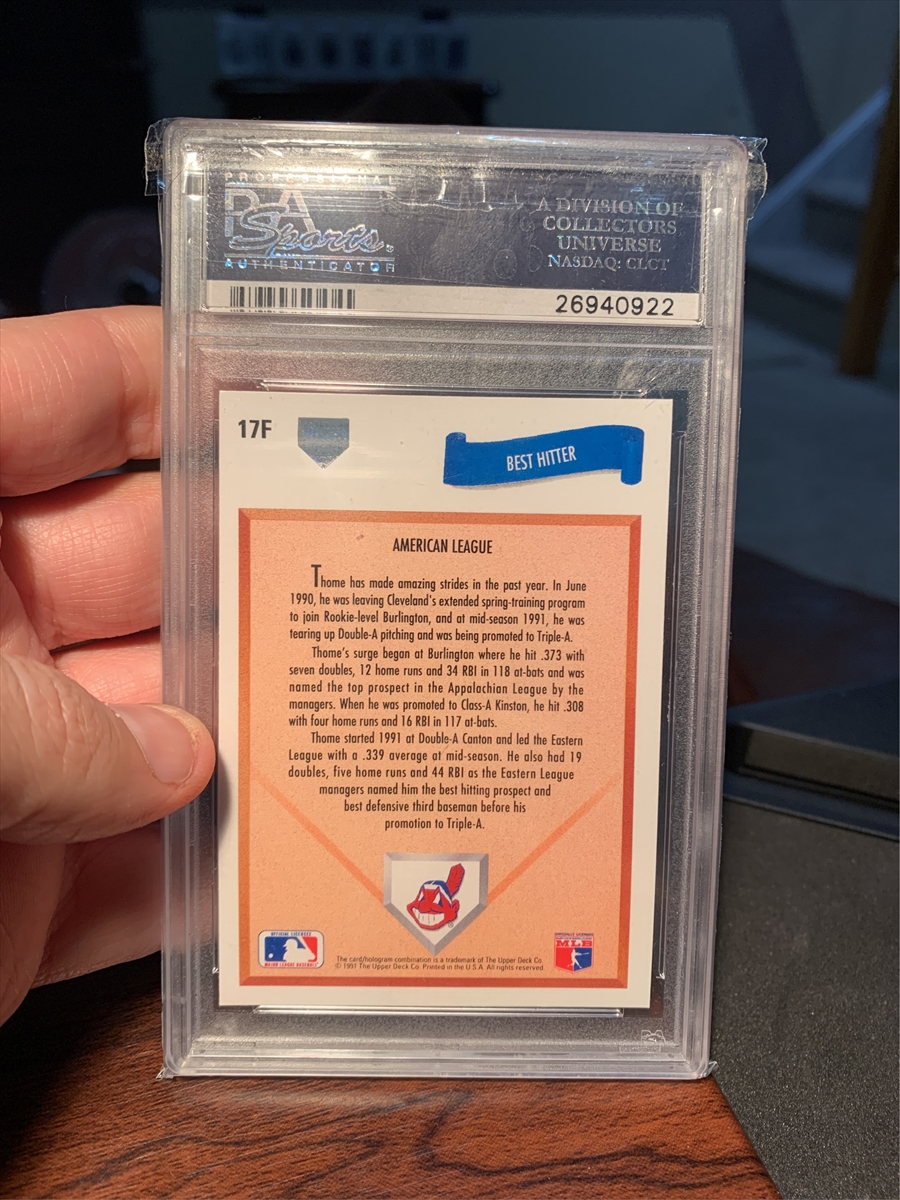 PROFESSIONAL
PSA
Sports
AUTHENTICATOR
A DIVISION OF
COLLECTORS
UNIVERSE
NASDAQ: CLCT
26940922
17F
BEST HITTER
AMERICAN LEAGUE
Thome has made amazing strides in the past year. In June
1990, he was leaving Cleveland's extended spring-training program
to join Rookie-level Burlington, and at mid-season 1991, he was
tearing up Double-A pitching and was being promoted to Triple-A.
Thome's surge began at Burlington where he hit .373 with
seven doubles, 12 home runs and 34 RBI in 118 at-bats and was
named the top prospect in the Appalachian League by the
managers. When he was promoted to Class-A Kinston, he hit .308
with four home runs and 16 RBI in 117 at-bats.
Thome started 1991 at Double-A Canton and led the Eastern
League with a .339 average at mid-season. He also had 19
doubles, five home runs and 44 RBI as the Eastern League
managers named him the best hitting prospect and
best defensive third baseman before his
promotion to Triple-A.
OFFICIAL LICENSEE
MAJOR LEAGUE BASEBALL
The card/hologram combination is a trademark of The Upper Deck Co.
© 1991 The Upper Deck Co. Printed in the U.S.A. All rights reserved.
MLB